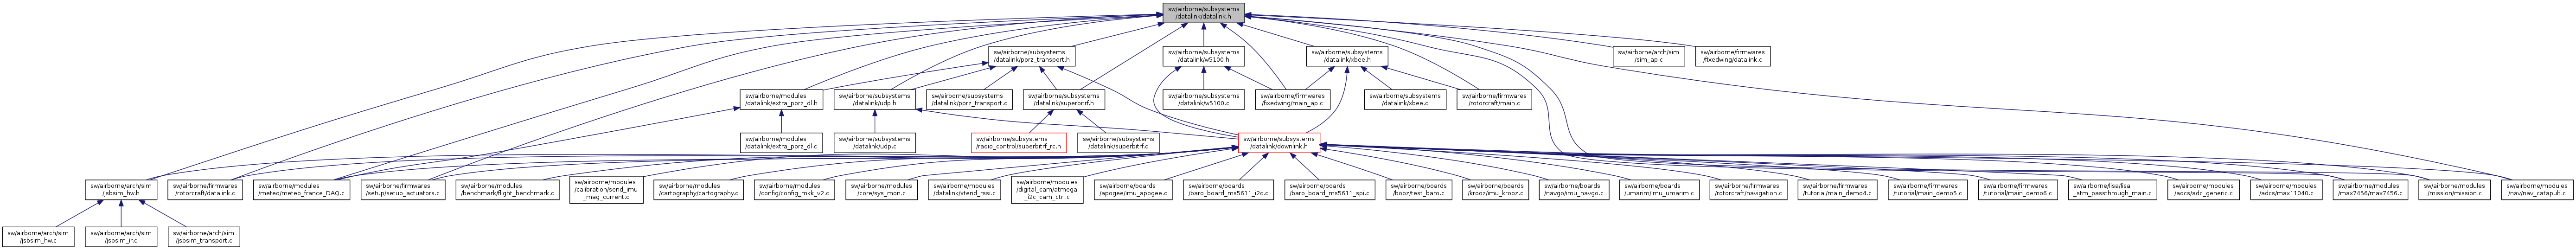 sw/airborne/subsystems
/datalink/datalink.h
sw/airborne/subsystems
/datalink/pprz_transport.h
sw/airborne/subsystems
/datalink/w5100.h
sw/airborne/subsystems
/datalink/xbee.h
sw/airborne/arch/sim
/sim_ap.c
sw/airborne/firmwares
/fixedwing/datalink.c
sw/airborne/modules
/datalink/extra_pprz_dl.h
sw/airborne/subsystems
/datalink/udp.h
sw/airborne/subsystems
/datalink/pprz_transport.c
sw/airborne/subsystems
/datalink/superbitrf.h
sw/airborne/subsystems
/datalink/w5100.c
sw/airborne/firmwares
/fixedwing/main_ap.c
sw/airborne/subsystems
/datalink/xbee.c
sw/airborne/firmwares
/rotorcraft/main.c
sw/airborne/modules
/datalink/extra_pprz_dl.c
sw/airborne/subsystems
/datalink/udp.c
sw/airborne/subsystems
/radio_control/superbitrf_rc.h
sw/airborne/subsystems
/datalink/superbitrf.c
sw/airborne/subsystems
/datalink/downlink.h
sw/airborne/arch/sim
/jsbsim_hw.h
sw/airborne/firmwares
/rotorcraft/datalink.c
sw/airborne/modules
/meteo/meteo_france_DAQ.c
sw/airborne/firmwares
/setup/setup_actuators.c
sw/airborne/modules
/benchmark/flight_benchmark.c
sw/airborne/modules
/calibration/send_imu
_mag_current.c
sw/airborne/modules
/cartography/cartography.c
sw/airborne/modules
/config/config_mkk_v2.c
sw/airborne/modules
/core/sys_mon.c
sw/airborne/modules
/datalink/xtend_rssi.c
sw/airborne/modules
/digital_cam/atmega
_i2c_cam_ctrl.c
sw/airborne/boards
/apogee/imu_apogee.c
sw/airborne/boards
/baro_board_ms5611_i2c.c
sw/airborne/boards
/baro_board_ms5611_spi.c
sw/airborne/boards
/booz/test_baro.c
sw/airborne/boards
/krooz/imu_krooz.c
sw/airborne/boards
/navgo/imu_navgo.c
sw/airborne/boards
/umarim/imu_umarim.c
sw/airborne/firmwares
/rotorcraft/navigation.c
sw/airborne/firmwares
/tutorial/main_demo4.c
sw/airborne/firmwares
/tutorial/main_demo5.c
sw/airborne/firmwares
/tutorial/main_demo6.c
sw/airborne/lisa/lisa
_stm_passthrough_main.c
sw/airborne/modules
/adcs/adc_generic.c
sw/airborne/modules
/adcs/max11040.c
sw/airborne/modules
/max7456/max7456.c
sw/airborne/modules
/mission/mission.c
sw/airborne/modules
/nav/nav_catapult.c
sw/airborne/arch/sim
/jsbsim_hw.c
sw/airborne/arch/sim
/jsbsim_ir.c
sw/airborne/arch/sim
/jsbsim_transport.c